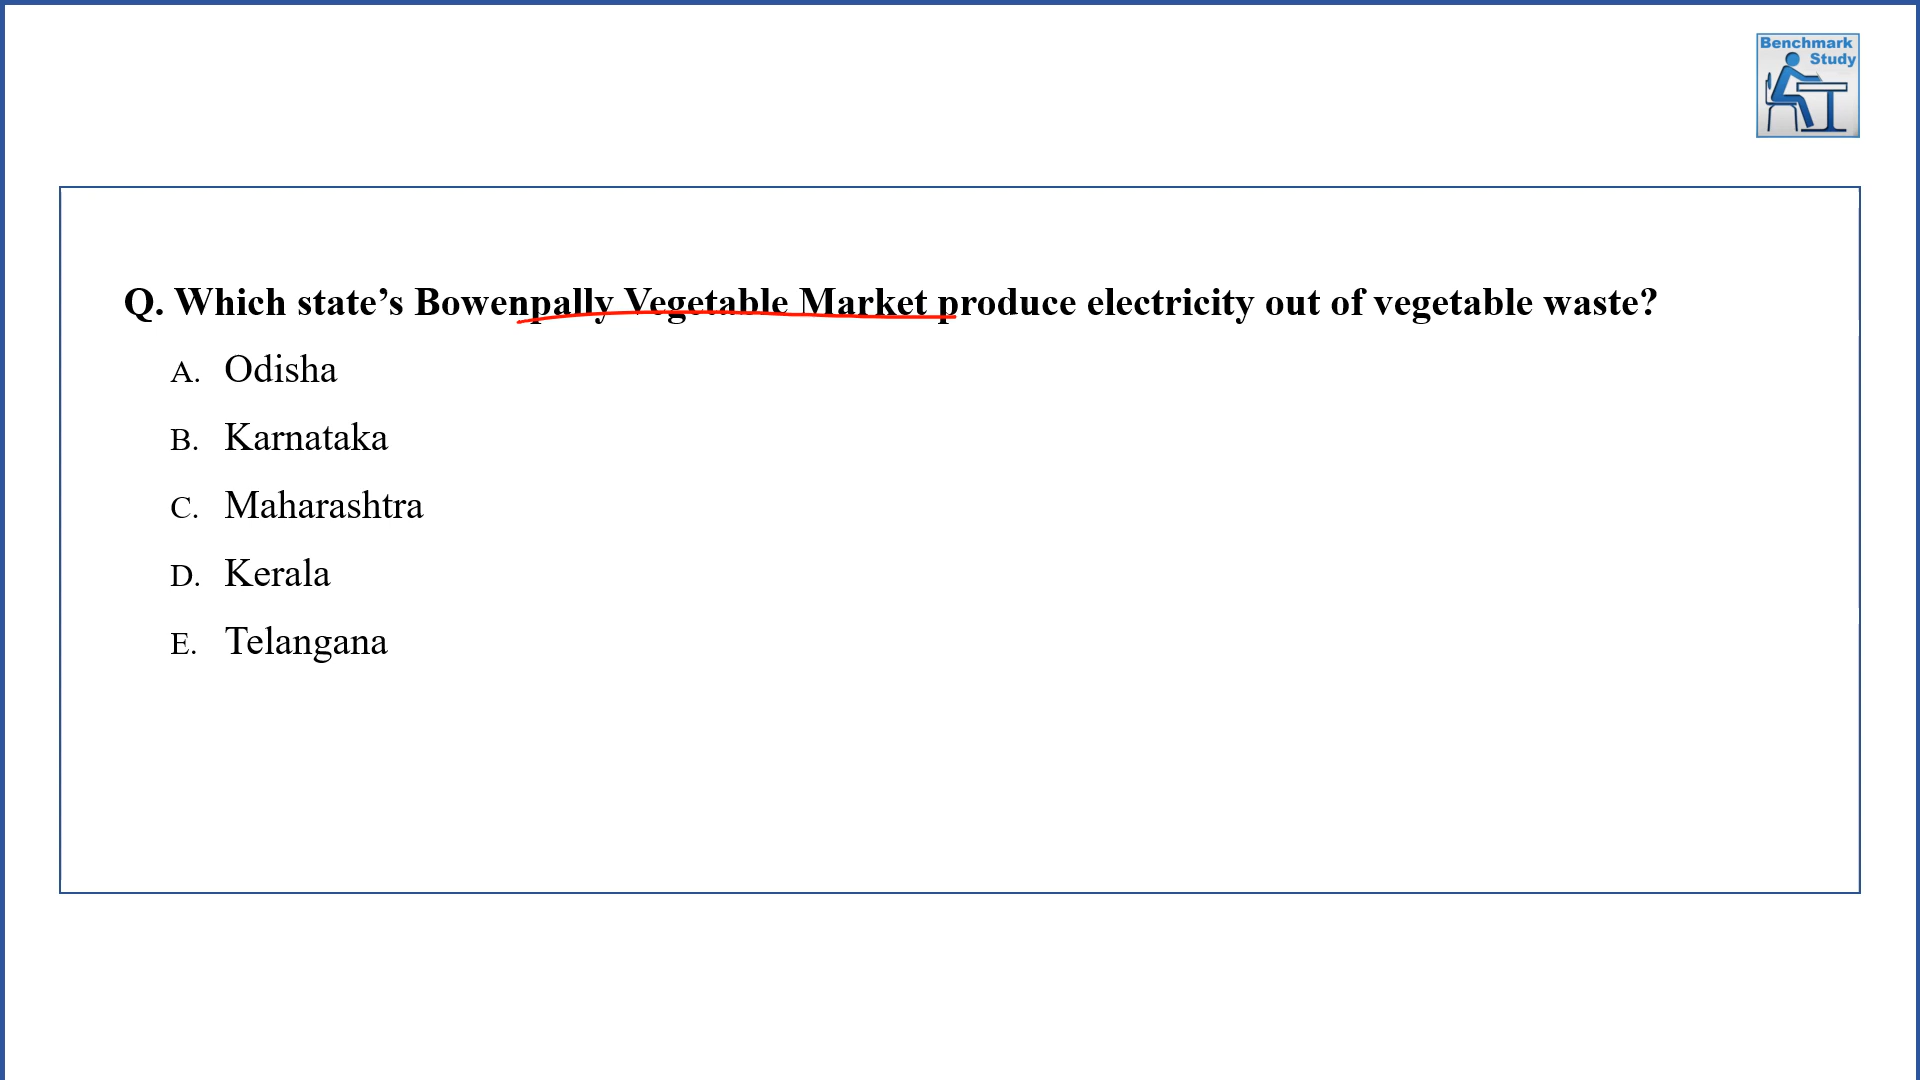 Benchmark
Study
Q. Which state’s Bowenpally Vegetable Market produce electricity out of vegetable waste?
A. Odisha
B. Karnataka
C. Maharashtra
D. Kerala
E. Telangana